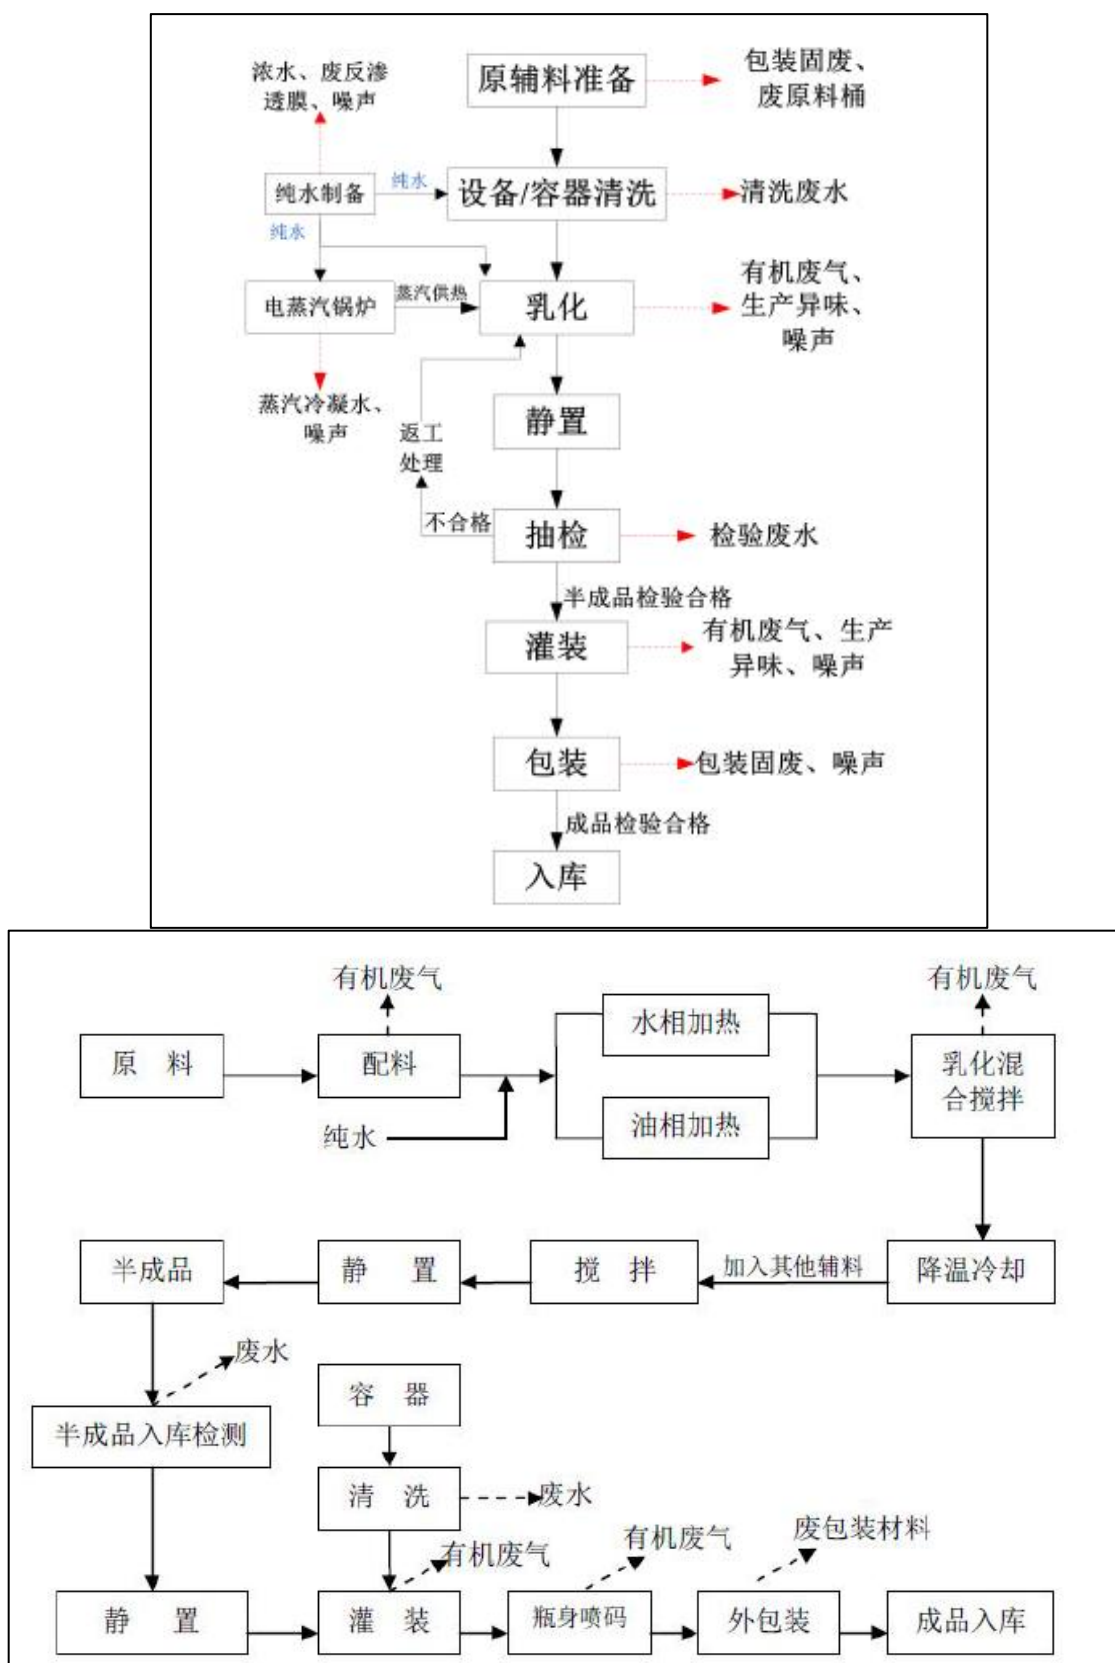 浓水、废反渗
透膜、噪声
原辅料准备
包装固废、
废原料桶
纯水制备
纯水
设备/容器清洗
清洗废水
纯水
电蒸汽锅炉
蒸汽供热
乳化
有机废气、
生产异味、
噪声
蒸汽冷凝水、
噪声
返工
处理
静置
不合格
抽检
检验废水
半成品检验合格
灌装
有机废气、生产
异味、噪声
包装
包装固废、噪声
成品检验合格
入库
有机废气
有机废气
原 料
配料
水相加热
乳化混
合搅拌
纯水
油相加热
半成品
静 置
搅 拌
加入其他辅料
降温冷却
废水
容 器
半成品入库检测
清 洗
废水
有机废气
有机废气
废包装材料
静 置
灌 装
瓶身喷码
外包装
成品入库